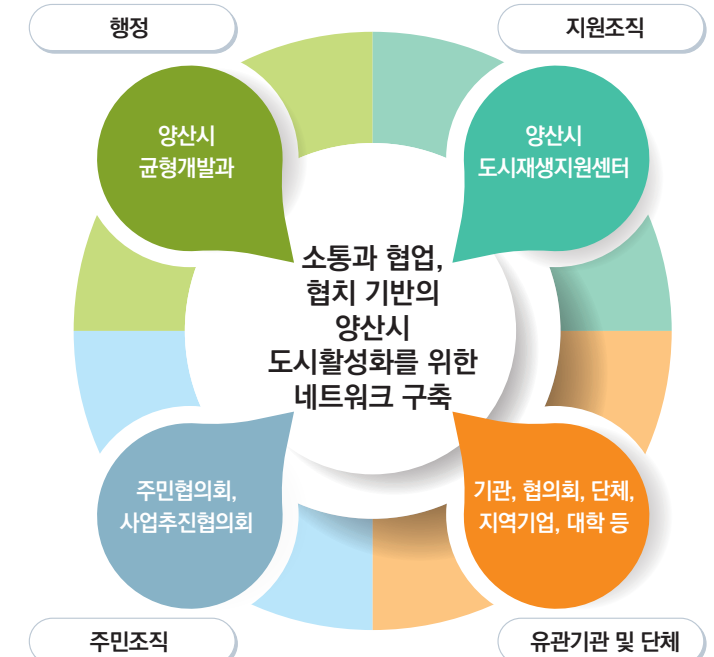 행정
지원조직
양산시
균형개발과
양산시
도시재생지원센터
소통과 협업,
협치 기반의
양산시
도시활성화를 위한
네트워크 구축
주민협의회,
사업추진협의회
기관, 협의회, 단체,
지역기업, 대학 등
주민조직
유관기관 및 단체